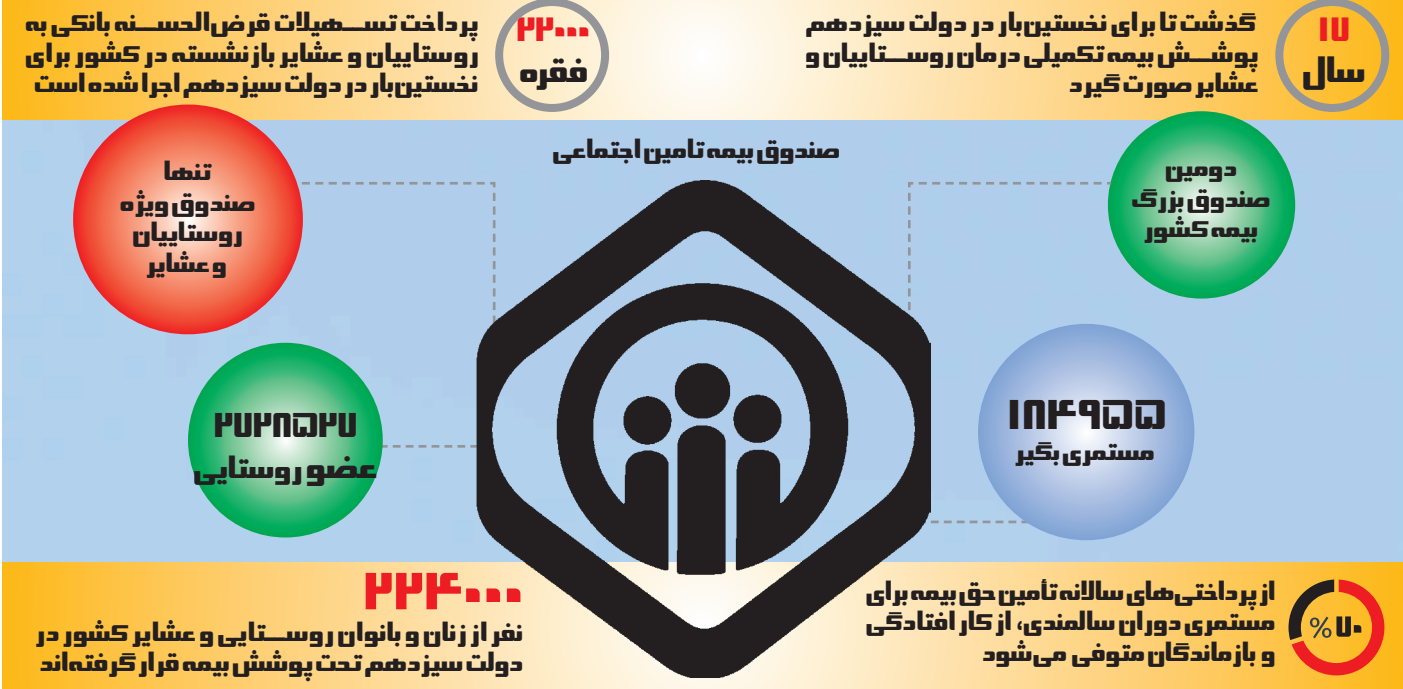 ۱۷
سال
گذشت تا برای نخستین‌بار در دولت سیزدهم
پوشش بیمه تکمیلی درمان روستاییان و
عشایر صورت گیرد
۲۲۰۰۰
فقره
پرداخت تسهیلات قرض‌الحسنه بانکی به
روستاییان و عشایر بازنشسته در کشور برای
نخستین‌بار در دولت سیزدهم اجرا شده است
صندوق بیمه تامین اجتماعی
دومین
صندوق بزرگ
بیمه کشور
تنها
صندوق ویژه
روستاییان
و عشایر
۱۸۴۹۵۵
مستمری بگیر
۲۷۲۸۵۲۷
عضو روستایی
%۷۰
از پرداختی‌های سالانه تأمین حق بیمه برای
مستمری دوران سالمندی، از کار افتادگی
و بازماندگان متوفی می‌شود
۲۲۴۰۰۰
نفر از زنان و بانوان روستایی و عشایر کشور در
دولت سیزدهم تحت پوشش بیمه قرار گرفته‌اند